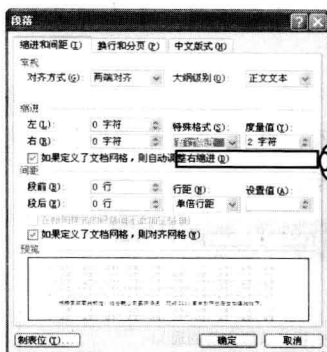 段落
缩进和间距(I) 换行和分页(P) 中文版式(H)
常规
对齐方式(G): 两端对齐 大纲级别(O): 正文文本
缩进
左(L): 0 字符 特殊格式(S): 度量值(Y):
右(R): 0 字符 2 字符
如果定义了文档网格，则自动调整右缩进(D)
间距
段前(B): 0 行 行距(N): 设置值(A):
段后(E): 0 行 单倍行距
如果定义了文档网格，则对齐网格(W)
预览
制表位(T)... 确定 取消